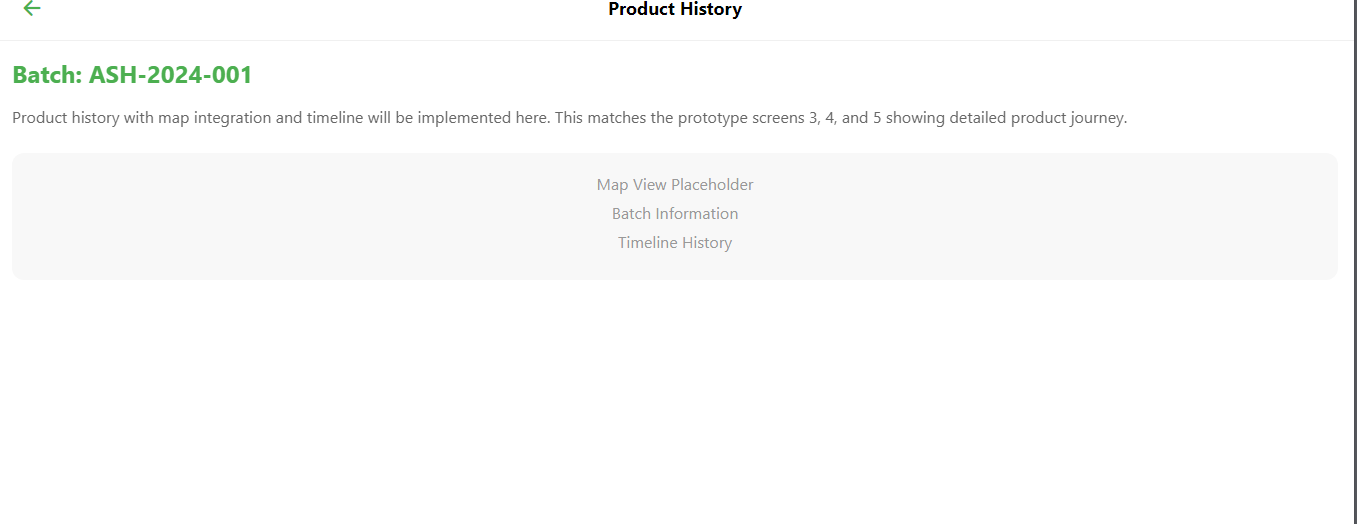 Product History
Batch: ASH-2024-001
Product history with map integration and timeline will be implemented here. This matches the prototype screens 3, 4, and 5 showing detailed product journey.
Map View Placeholder
Batch Information
Timeline History